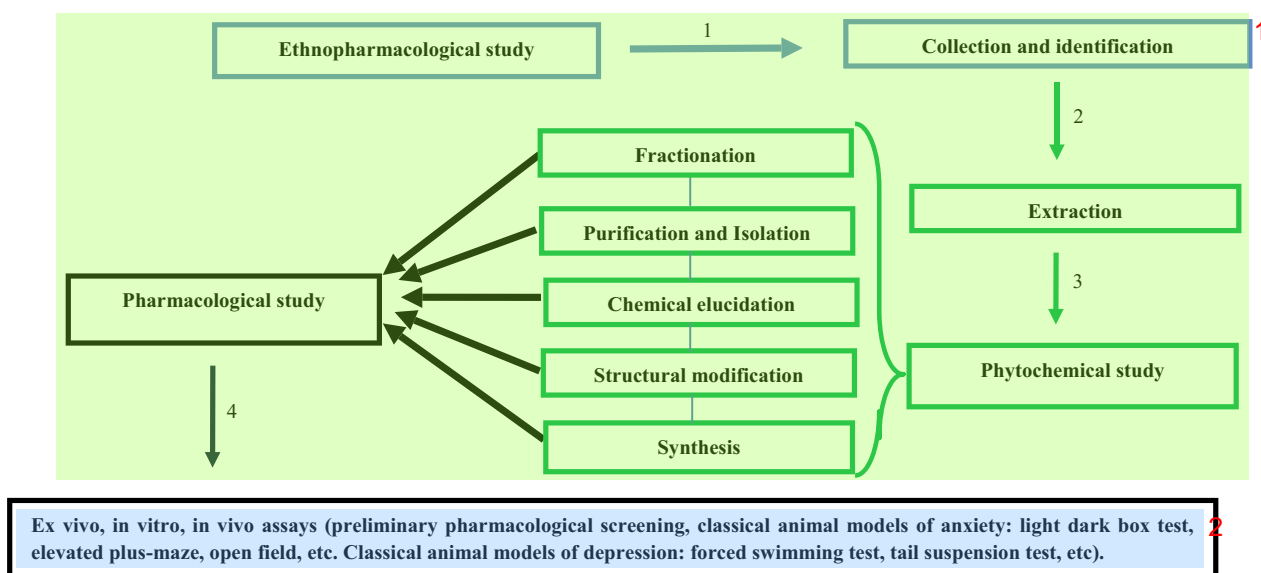 Ethnopharmacological study
1
Collection and identification
1
2
Fractionation
Extraction
Purification and Isolation
3
Pharmacological study
Chemical elucidation
Structural modification
Phytochemical study
4
Synthesis
Ex vivo, in vitro, in vivo assays (preliminary pharmacological screening, classical animal models of anxiety: light dark box test,
2
elevated plus-maze, open field, etc. Classical animal models of depression: forced swimming test, tail suspension test, etc).